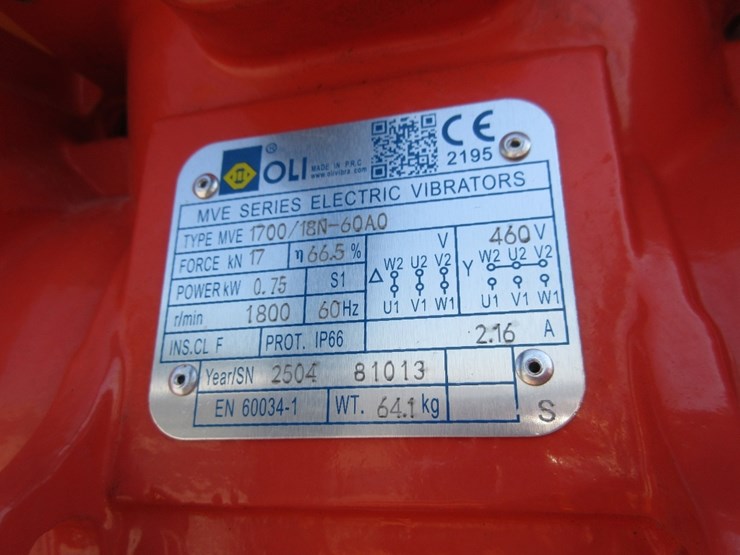 OLI MADE IN P.R.C. www.olivibra.com CE 2195
MVE SERIES ELECTRIC VIBRATORS
TYPE MVE 1700/18N-60A0
FORCE kN 17 η 66.5 % V 460 V
POWER kW 0.75 S1 Δ W2 U2 V2 Y W2 U2 V2
r/min 1800 60Hz U1 V1 W1 U1 V1 W1
INS.CL F PROT. IP66 2.16 A
Year/SN 2504 81013
EN 60034-1 WT. 64.1 kg S